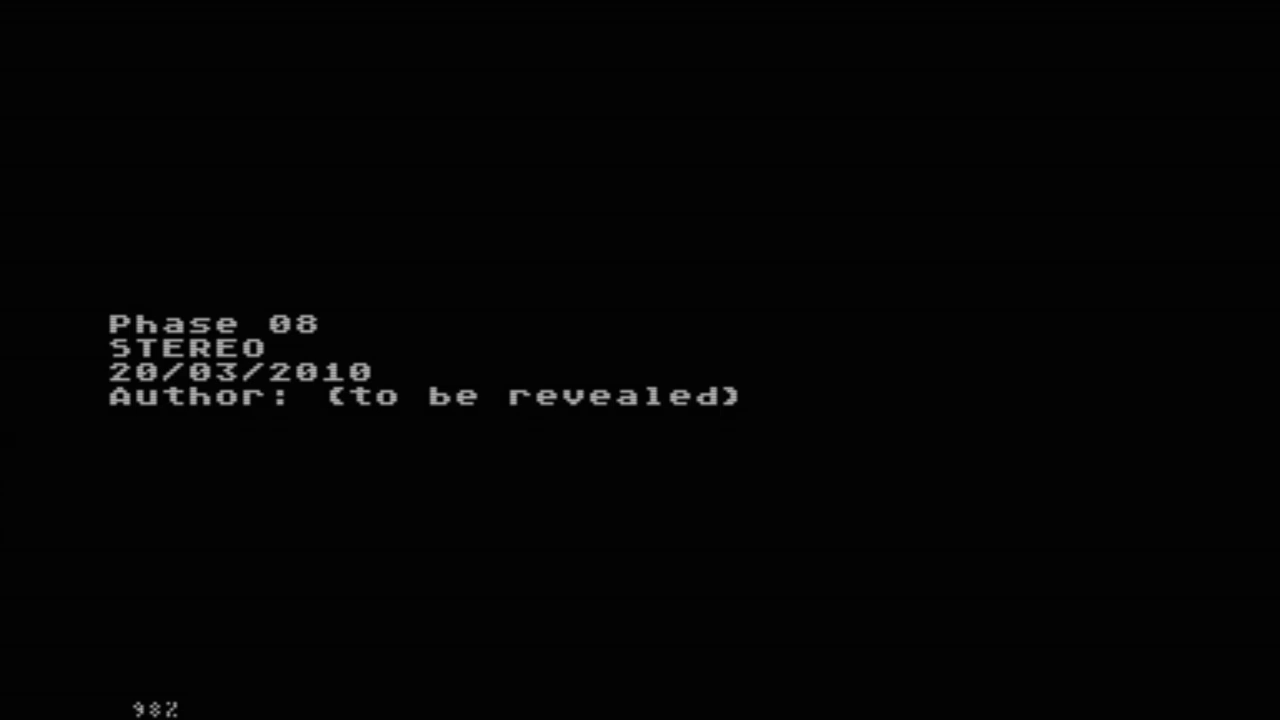 Phase 08
STEREO
20/03/2010
Author: (to be revealed)
98%